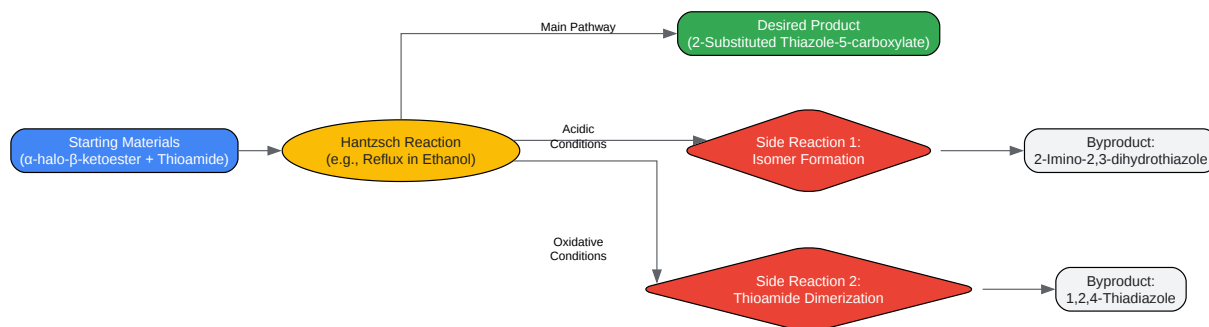 Main Pathway
Desired Product
(2-Substituted Thiazole-5-carboxylate)
Starting Materials
(α-halo-β-ketoester + Thioamide)
Hantzsch Reaction
(e.g., Reflux in Ethanol)
Acidic
Conditions
Side Reaction 1:
Isomer Formation
Byproduct:
2-Imino-2,3-dihydrothiazole
Oxidative
Conditions
Side Reaction 2:
Thioamide Dimerization
Byproduct:
1,2,4-Thiadiazole